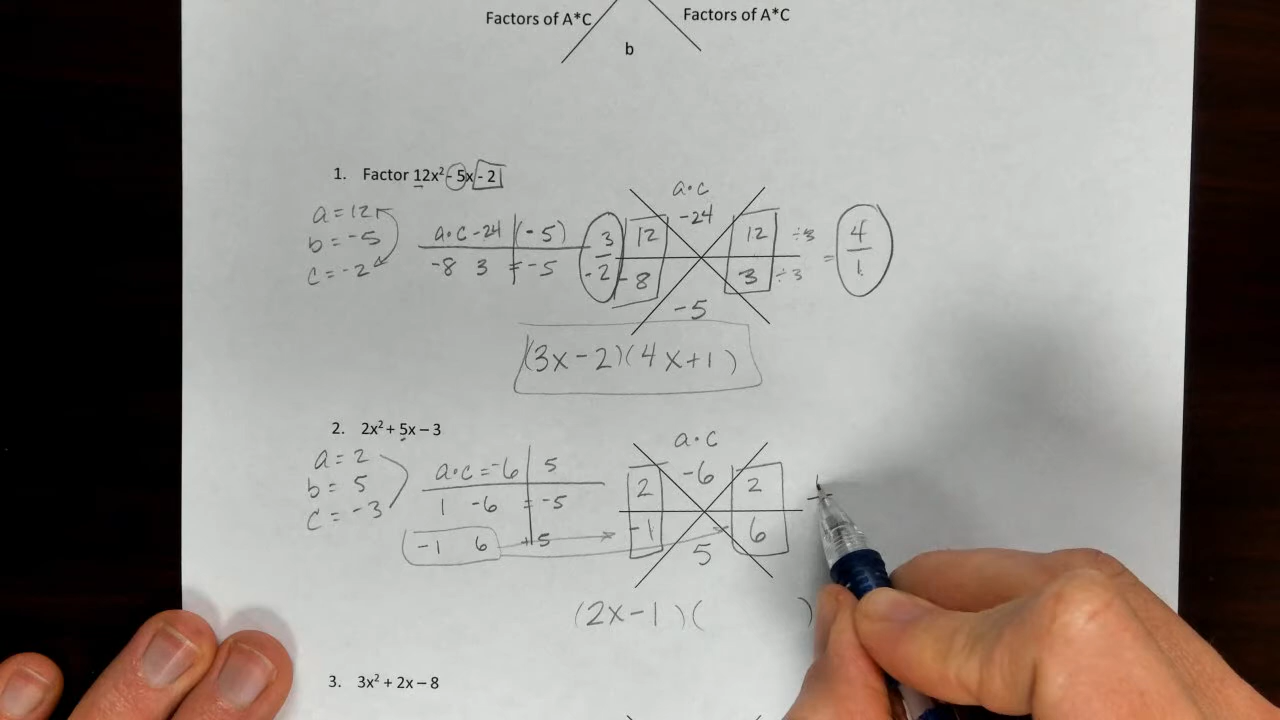 Factors of A*C Factors of A*C
b
1. Factor 12x² - 5x - 2
a = 12
b = -5
c = -2
a·c -24 (-5)
-8 3 = -5
3/-2
a·c
-24
12 12 ÷3
-8 3 ÷3
-5
= 4/1
(3x - 2)(4x + 1)
2. 2x² + 5x – 3
a = 2
b = 5
c = -3
a·c = -6 5
1 -6 = -5
-1 6 +5
a·c
-6
2 2 ÷
-1 6
5
(2x - 1)( )
3. 3x² + 2x – 8